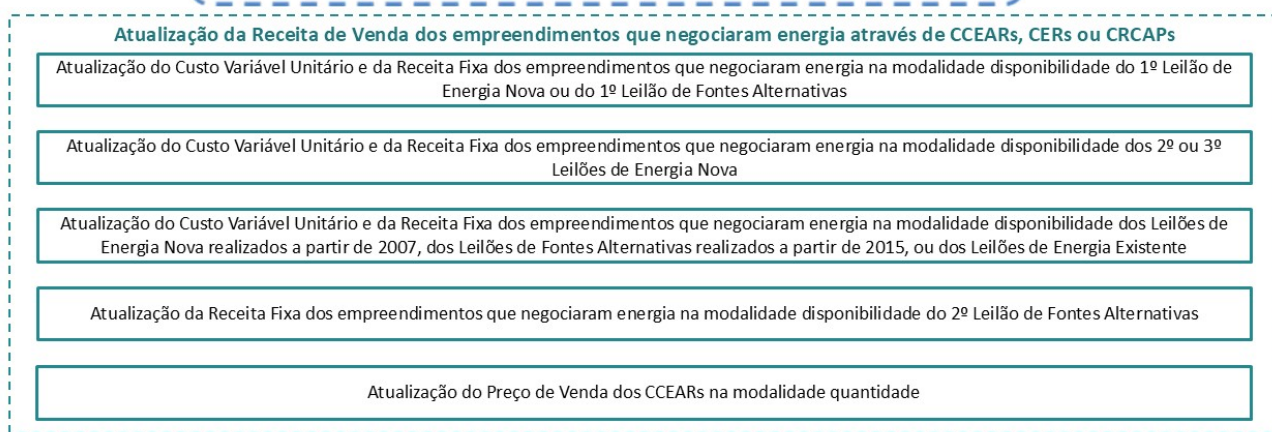 Atualização da Receita de Venda dos empreendimentos que negociaram energia através de CCEARs, CERs ou CRCAPs
Atualização do Custo Variável Unitário e da Receita Fixa dos empreendimentos que negociaram energia na modalidade disponibilidade do 1º Leilão de
Energia Nova ou do 1º Leilão de Fontes Alternativas
Atualização do Custo Variável Unitário e da Receita Fixa dos empreendimentos que negociaram energia na modalidade disponibilidade dos 2º ou 3º
Leilões de Energia Nova
Atualização do Custo Variável Unitário e da Receita Fixa dos empreendimentos que negociaram energia na modalidade disponibilidade dos Leilões de
Energia Nova realizados a partir de 2007, dos Leilões de Fontes Alternativas realizados a partir de 2015, ou dos Leilões de Energia Existente
Atualização da Receita Fixa dos empreendimentos que negociaram energia na modalidade disponibilidade do 2º Leilão de Fontes Alternativas
Atualização do Preço de Venda dos CCEARs na modalidade quantidade